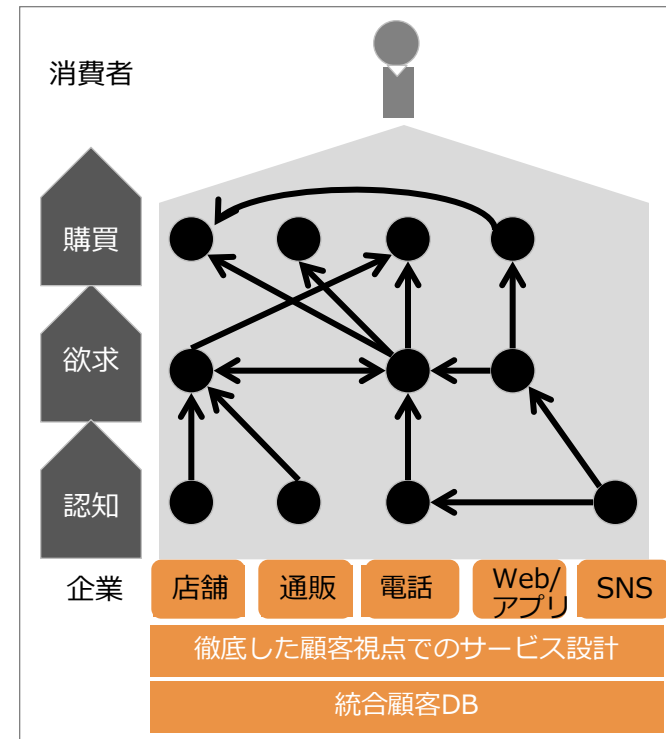 消費者
購買
欲求
認知
企業
店舗
通販
電話
Web/
アプリ
SNS
徹底した顧客視点でのサービス設計
統合顧客DB